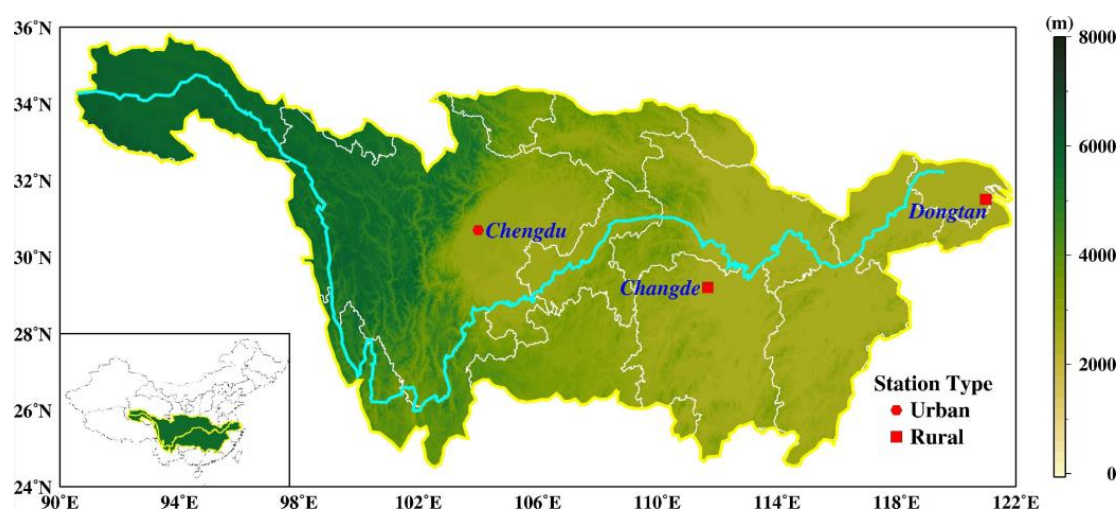 36°N
34°N
32°N
30°N
28°N
26°N
24°N
90°E 94°E 98°E 102°E 106°E 110°E 114°E 118°E 122°E
Chengdu
Changde
Dongtan
Station Type
Urban
Rural
(m)
8000
6000
4000
2000
0